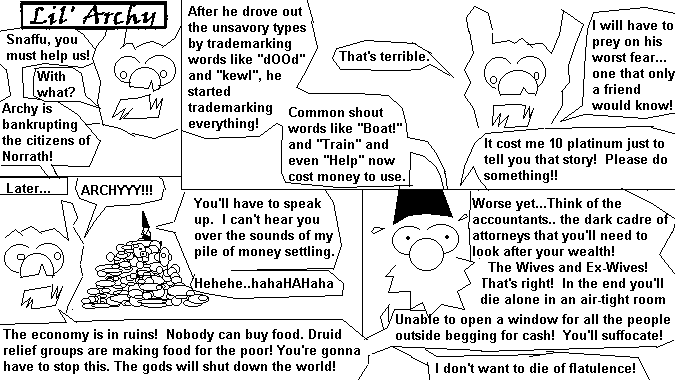 Lil' Archy
Snaffu, you
must help us!
With
what?
Archy is
bankrupting
the citizens of
Norrath!
After he drove out
the unsavory types
by trademarking
words like "dOOd"
and "kewl", he
started
trademarking
everything!
That's terrible.
Common shout
words like "Boat!"
and "Train" and
even "Help" now
cost money to use.
I will have to
prey on his
worst fear...
one that only
a friend
would know!
It cost me 10 platinum just to
tell you that story!  Please do
something!!
Later...
ARCHYYY!!!
You'll have to speak
up.  I can't hear you
over the sounds of my
pile of money settling.
Hehehe..hahaHAHaha
The economy is in ruins!  Nobody can buy food. Druid
relief groups are making food for the poor! You're gonna
have to stop this. The gods will shut down the world!
Worse yet...Think of the
accountants.. the dark cadre of
attorneys that you'll need to
look after your wealth!
The Wives and Ex-Wives!
That's right!  In the end you'll
die alone in an air-tight room
Unable to open a window for all the people
outside begging for cash!  You'll suffocate!
I don't want to die of flatulence!